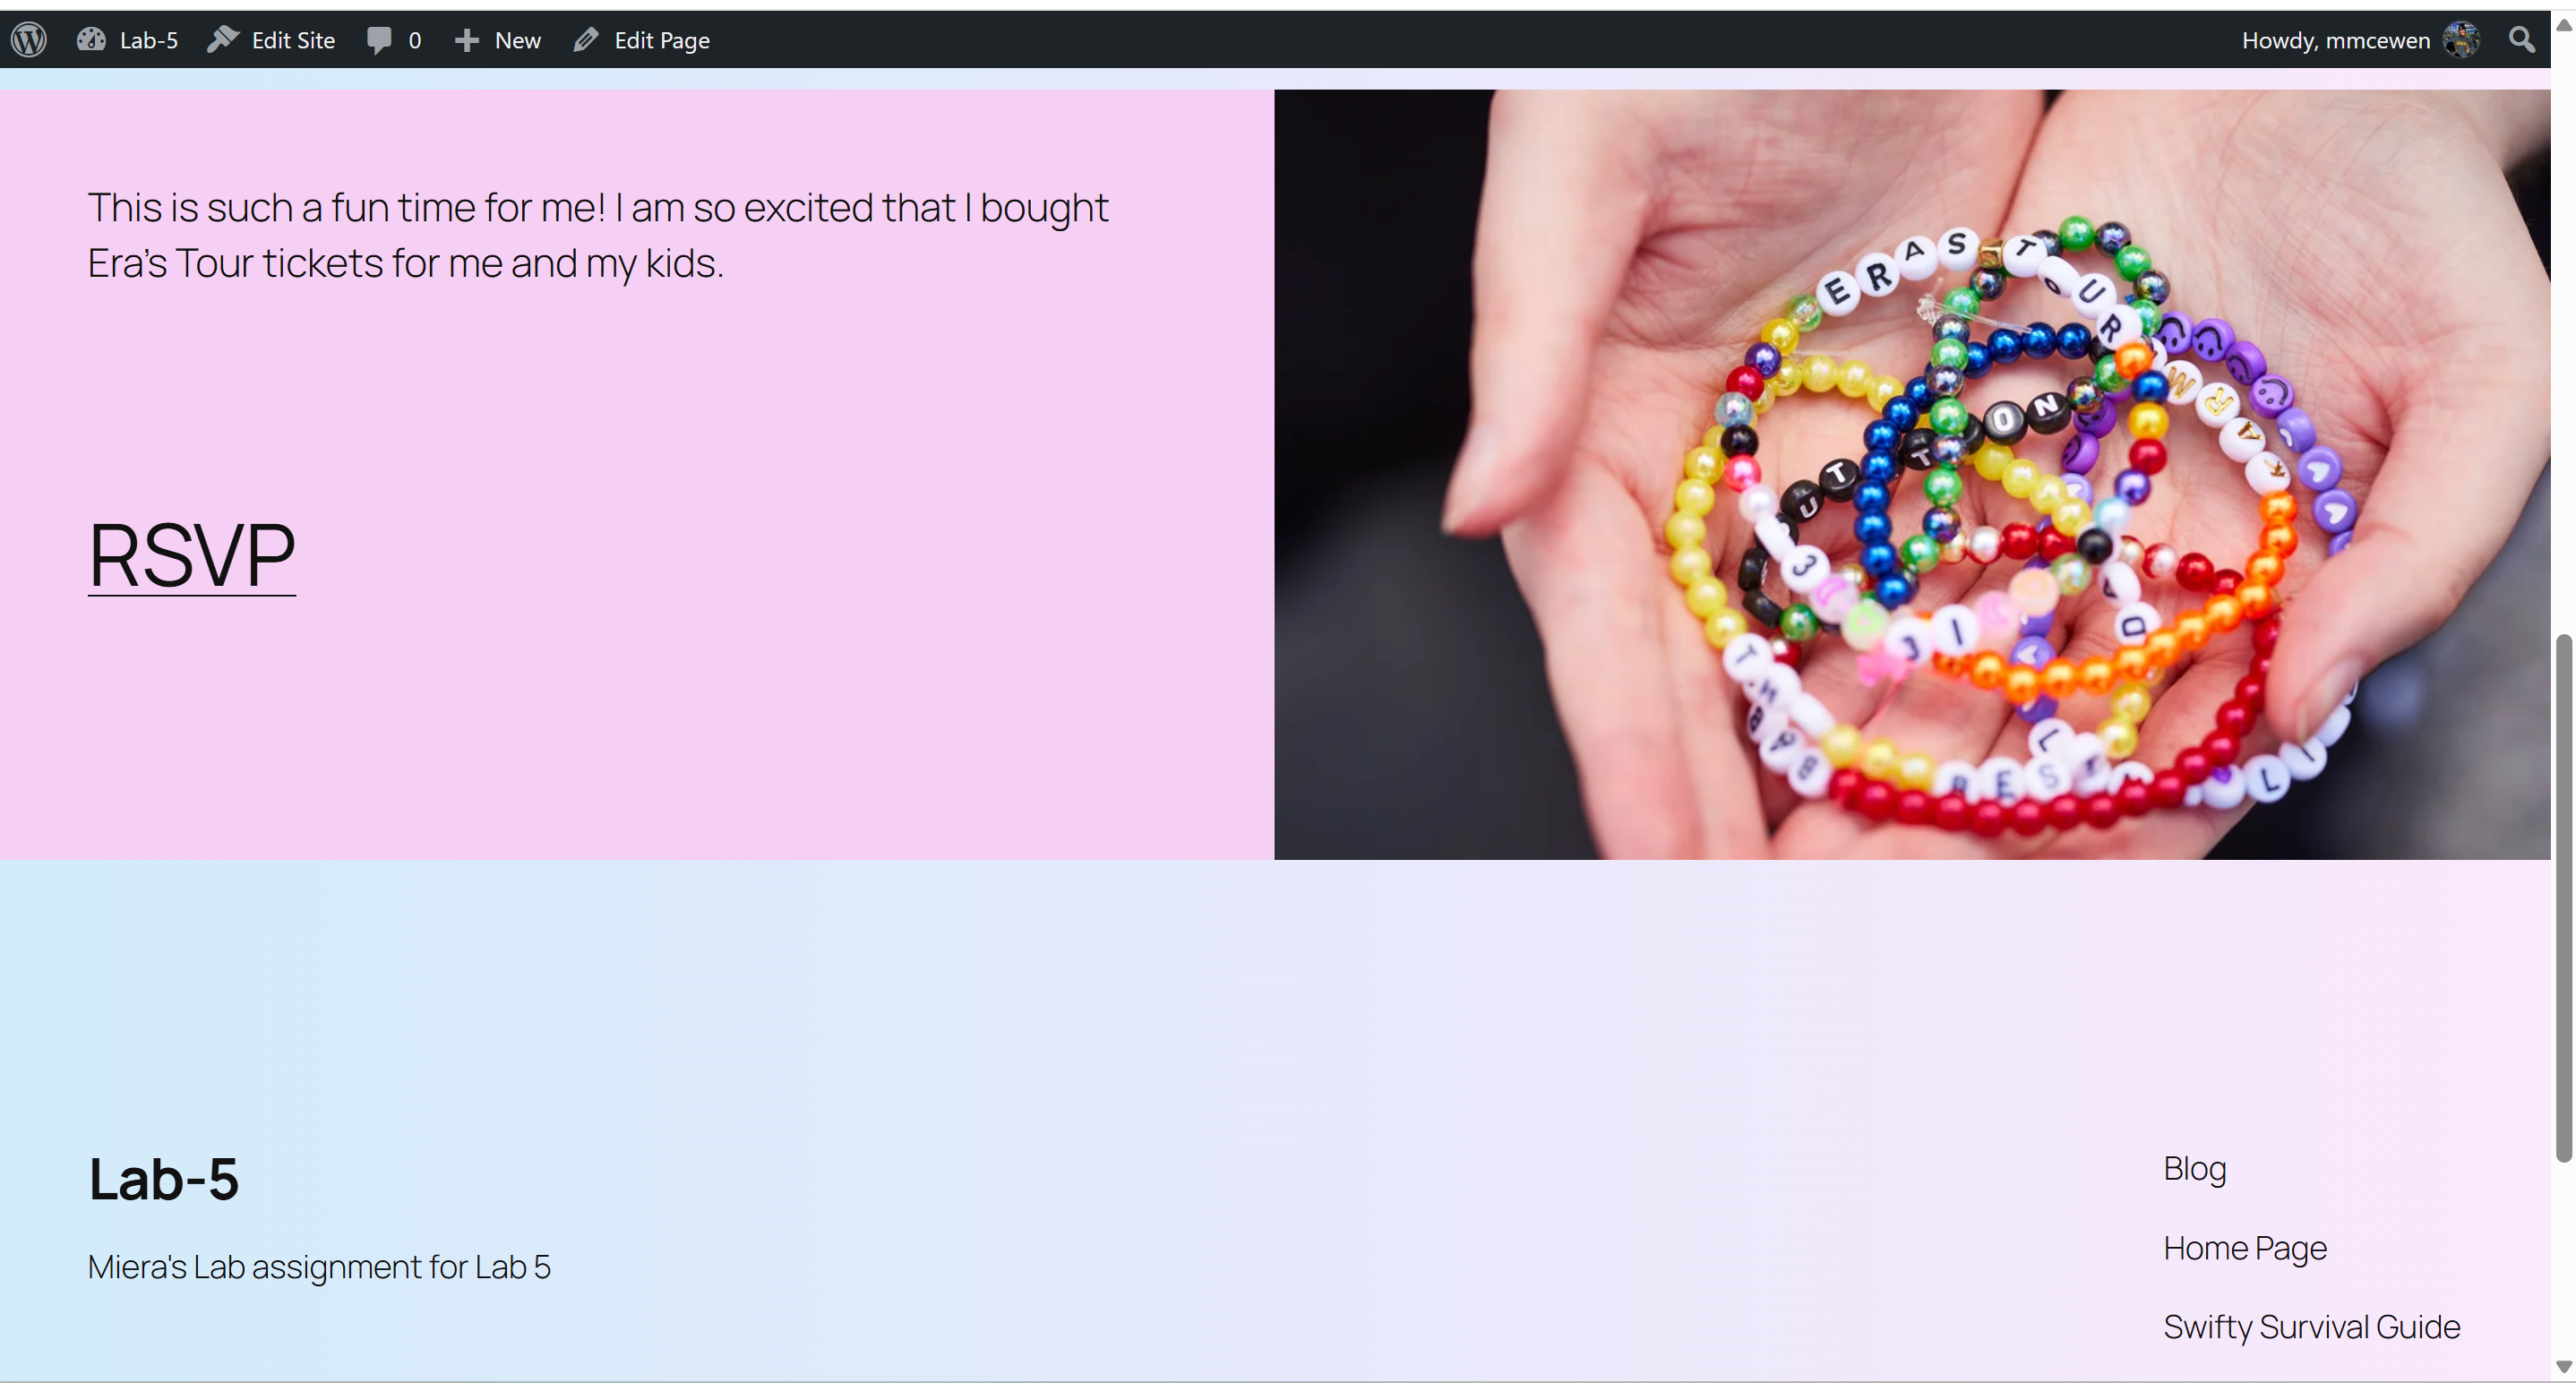 Lab-5 Edit Site 0 New Edit Page Howdy, mmcewen
This is such a fun time for me! I am so excited that I bought
Era’s Tour tickets for me and my kids.
RSVP
ERAS TOUR
BEST
Lab-5
Miera's Lab assignment for Lab 5
Blog
Home Page
Swifty Survival Guide